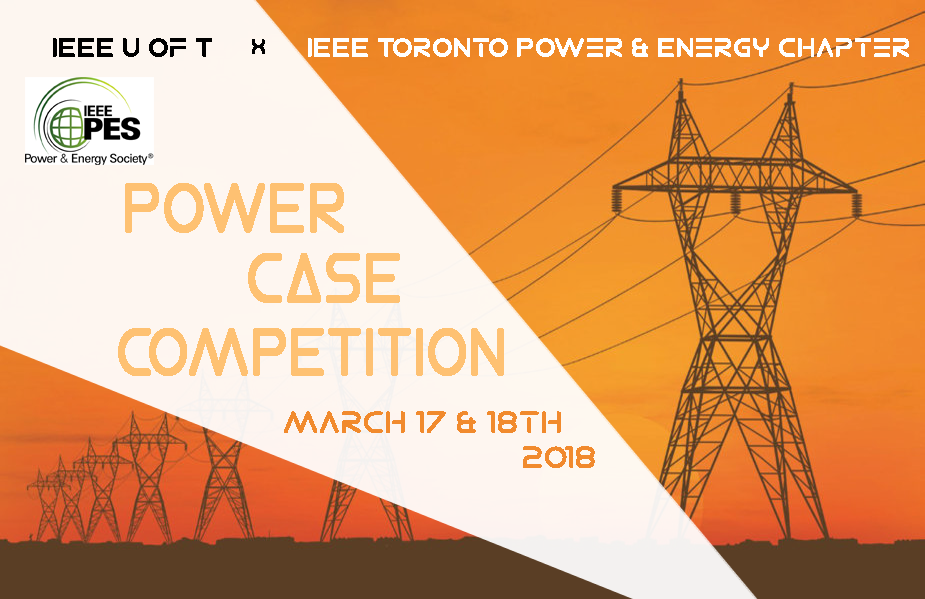 IEEE U OF T X IEEE TORONTO POWER & ENERGY CHAPTER
IEEE
PES
Power & Energy Society®
POWER
CASE
COMPETITION
MARCH 17 & 18TH
2018